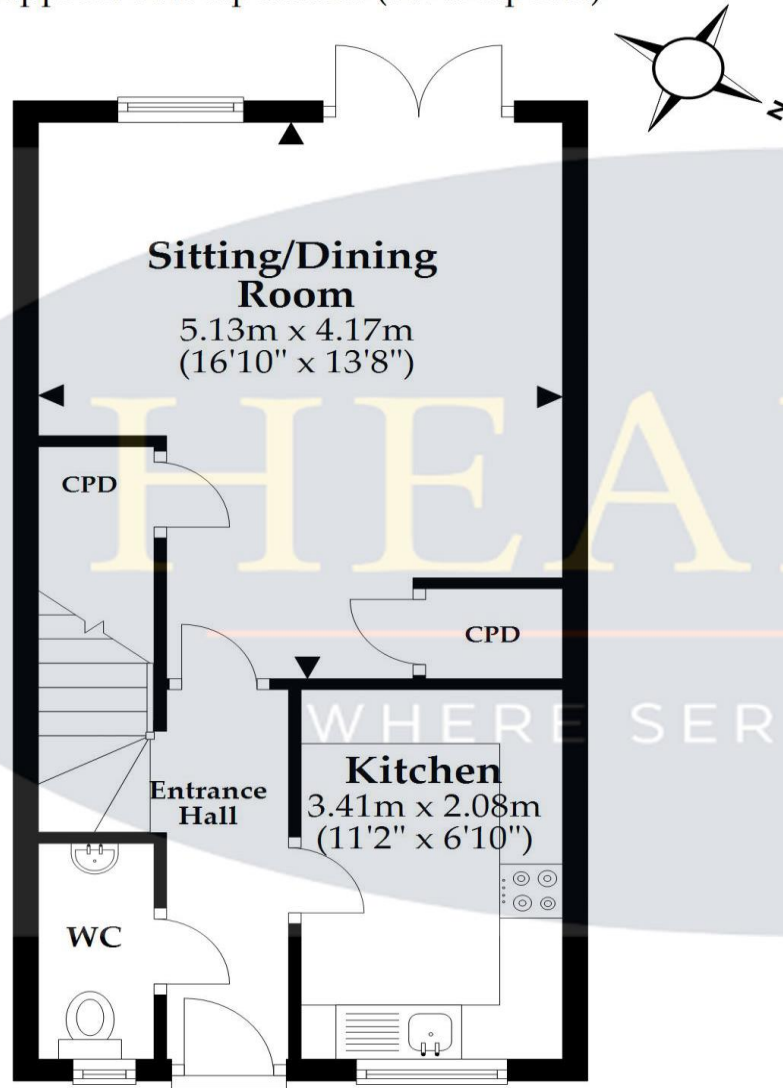 N
Sitting/Dining
Room
5.13m x 4.17m
(16'10" x 13'8")
CPD
CPD
WHERE SER
Kitchen
3.41m x 2.08m
(11'2" x 6'10")
Entrance
Hall
WC